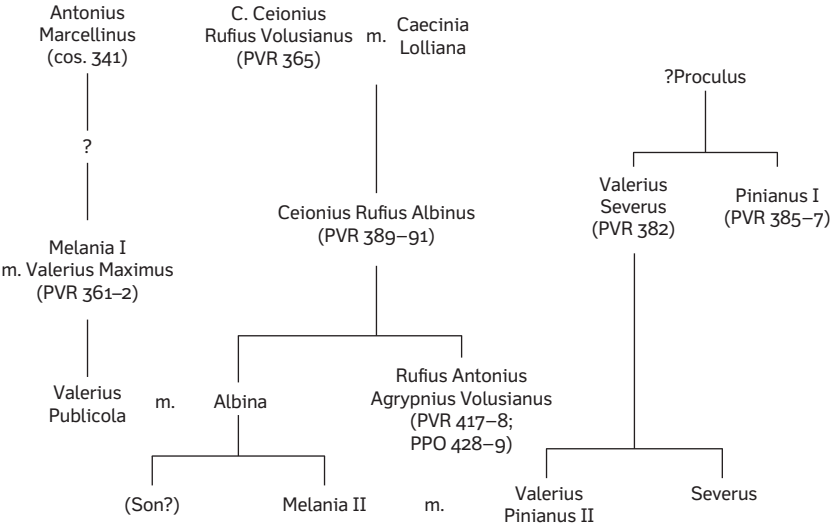 Antonius
Marcellinus
(cos. 341)
C. Ceionius
Rufius Volusianus
(PVR 365)
m.
Caecinia
Lolliana
?Proculus
?
Valerius
Severus
(PVR 382)
Pinianus I
(PVR 385–7)
Ceionius Rufius Albinus
(PVR 389–91)
Melania I
m. Valerius Maximus
(PVR 361–2)
Valerius
Publicola
m.
Albina
Rufius Antonius
Agrypnius Volusianus
(PVR 417–8;
PPO 428–9)
(Son?)
Melania II
m.
Valerius
Pinianus II
Severus